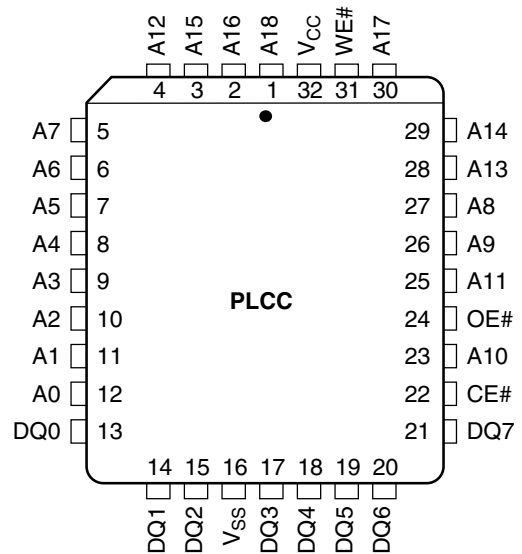 A12 A15 A16 A18 VCC WE# A17
4 3 2 1 32 31 30
A7 5 29 A14
A6 6 28 A13
A5 7 27 A8
A4 8 26 A9
A3 9 25 A11
A2 10 PLCC 24 OE#
A1 11 23 A10
A0 12 22 CE#
DQ0 13 21 DQ7
14 15 16 17 18 19 20
DQ1 DQ2 VSS DQ3 DQ4 DQ5 DQ6